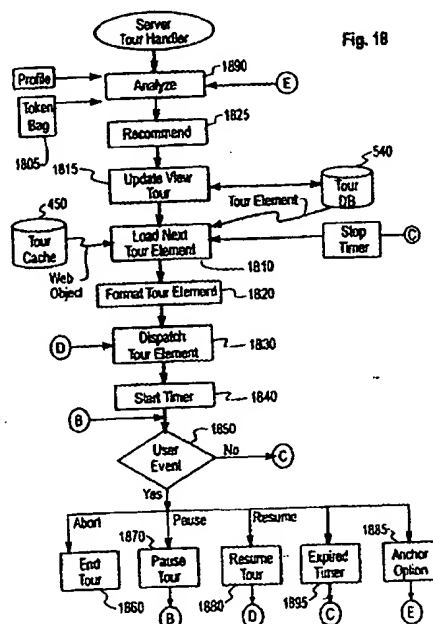 Server
Tour Handler
Fig. 18
Profile
1890
Analyze
E
Token
Bag
1805
1825
Recommend
1815
Update View
Tour
540
Tour
DB
Tour Element
450
Tour
Cache
Web
Object
Load Next
Tour Element
1810
Stop
Timer
C
Format Tour Element
1820
D
Dispatch
Tour Element
1830
Start Timer
1840
B
1850
User
Event
No
C
Yes
Abort
Pause
Resume
1870
1885
End
Tour
Pause
Tour
Resume
Tour
Expired
Timer
Anchor
Option
1860
B
1880
D
1895
C
E